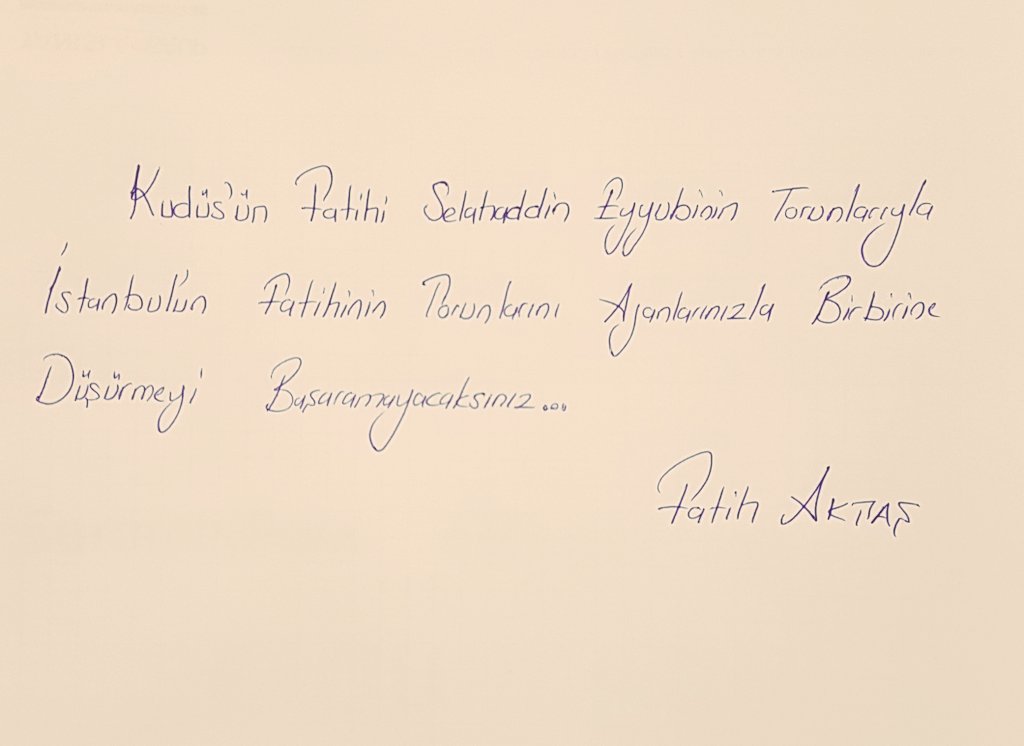 Kudüs'ün Fatihi Selahaddin Eyyubinin Torunlarıyla
İstanbul'un Fatihinin Torunlarını Ajanlarınızla Birbirine
Düşürmeyi Başaramayacaksınız...
Fatih AKTAŞ